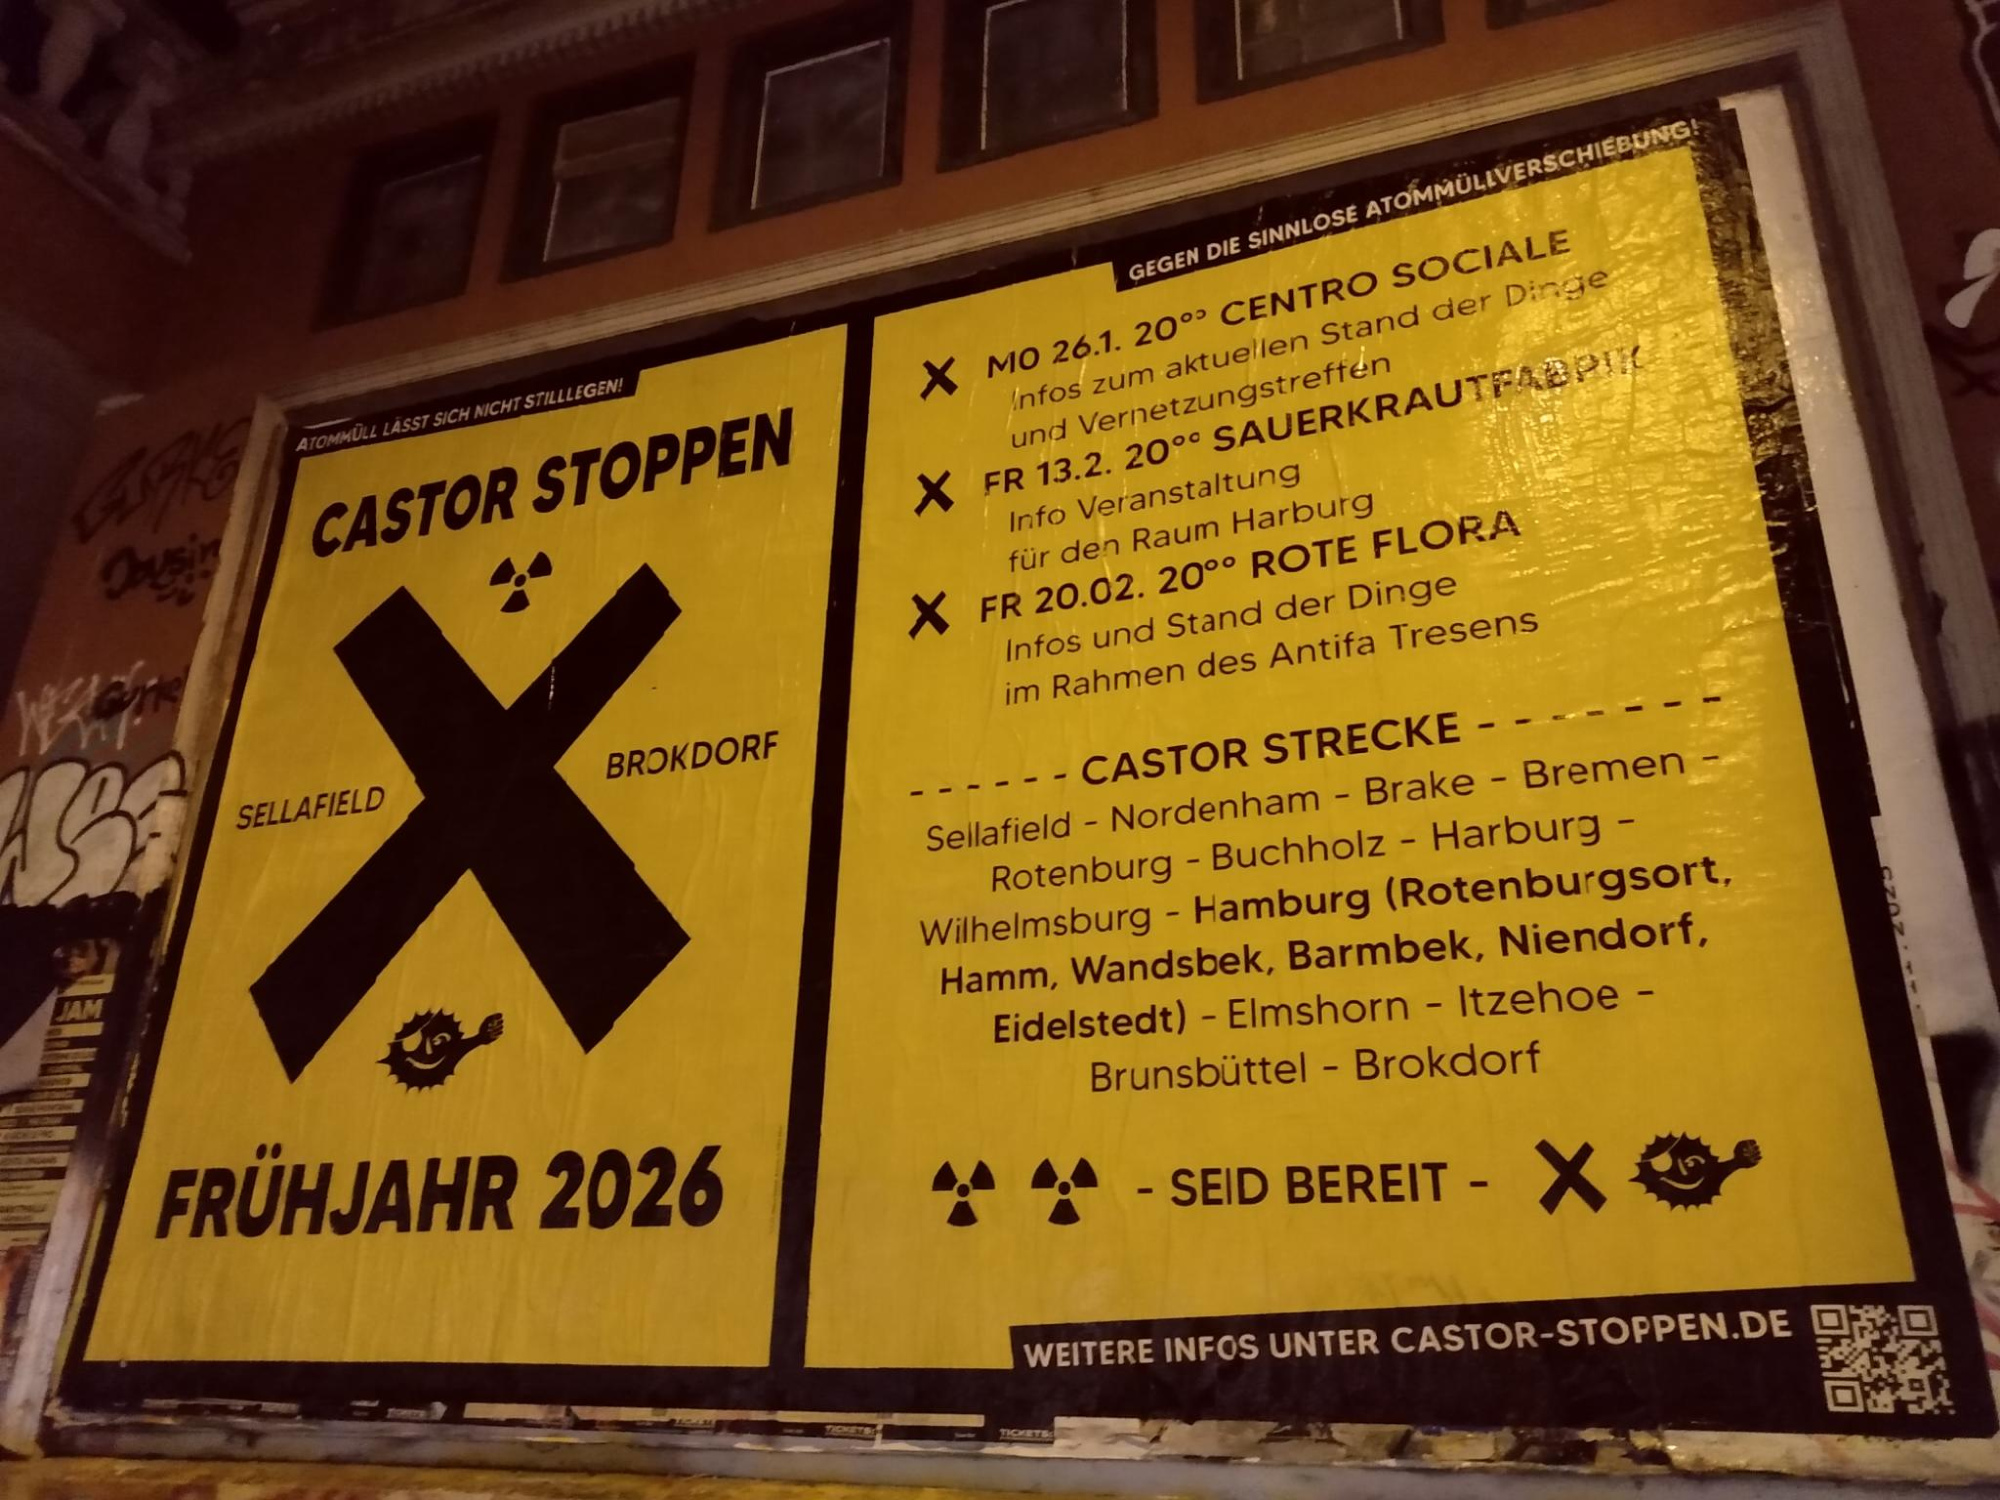 ATOMMÜLL LÄSST SICH NICHT STILLLEGEN!
CASTOR STOPPEN
SELLAFIELD
BROKDORF
FRÜHJAHR 2026
GEGEN DIE SINNLOSE ATOMMÜLLVERSCHIEBUNG!
MO 26.1. 20°° CENTRO SOCIALE
Infos zum aktuellen Stand der Dinge
und Vernetzungstreffen
FR 13.2. 20°° SAUERKRAUTFABRIK
Info Veranstaltung
für den Raum Harburg
FR 20.02. 20°° ROTE FLORA
Infos und Stand der Dinge
im Rahmen des Antifa Tresens
- - - - - - CASTOR STRECKE - - - - - - -
Sellafield - Nordenham - Brake - Bremen -
Rotenburg - Buchholz - Harburg -
Wilhelmsburg - Hamburg (Rotenburgsort,
Hamm, Wandsbek, Barmbek, Niendorf,
Eidelstedt) - Elmshorn - Itzehoe -
Brunsbüttel - Brokdorf
- SEID BEREIT -
WEITERE INFOS UNTER CASTOR-STOPPEN.DE
JAM
TICKETS:
TICKETS: